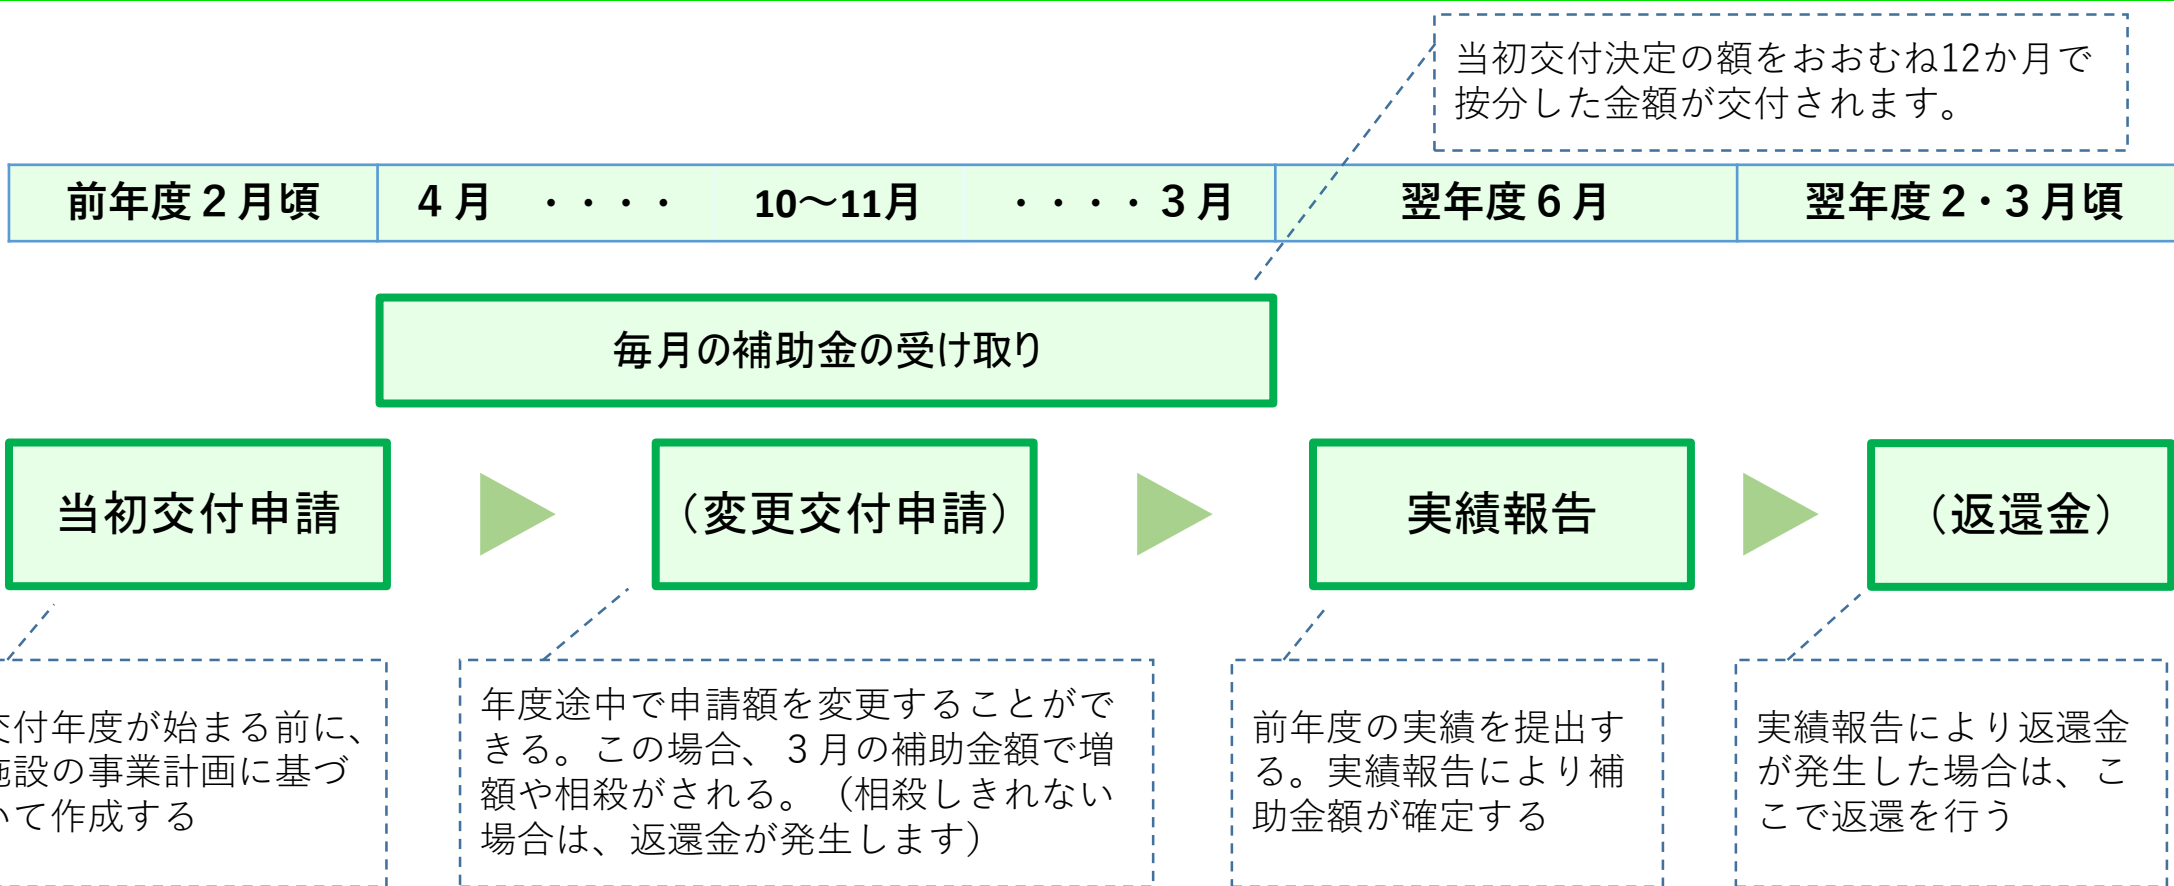 当初交付決定の額をおおむね12か月で
按分した金額が交付されます。
前年度２月頃 ４月 ・・・・ 10～11月 ・・・・３月 翌年度６月 翌年度２・３月頃
毎月の補助金の受け取り
当初交付申請
（変更交付申請）
実績報告
（返還金）
交付年度が始まる前に、
施設の事業計画に基づ
いて作成する
年度途中で申請額を変更することがで
きる。この場合、３月の補助金額で増
額や相殺がされる。（相殺しきれない
場合は、返還金が発生します）
前年度の実績を提出す
る。実績報告により補
助金額が確定する
実績報告により返還金
が発生した場合は、こ
こで返還を行う